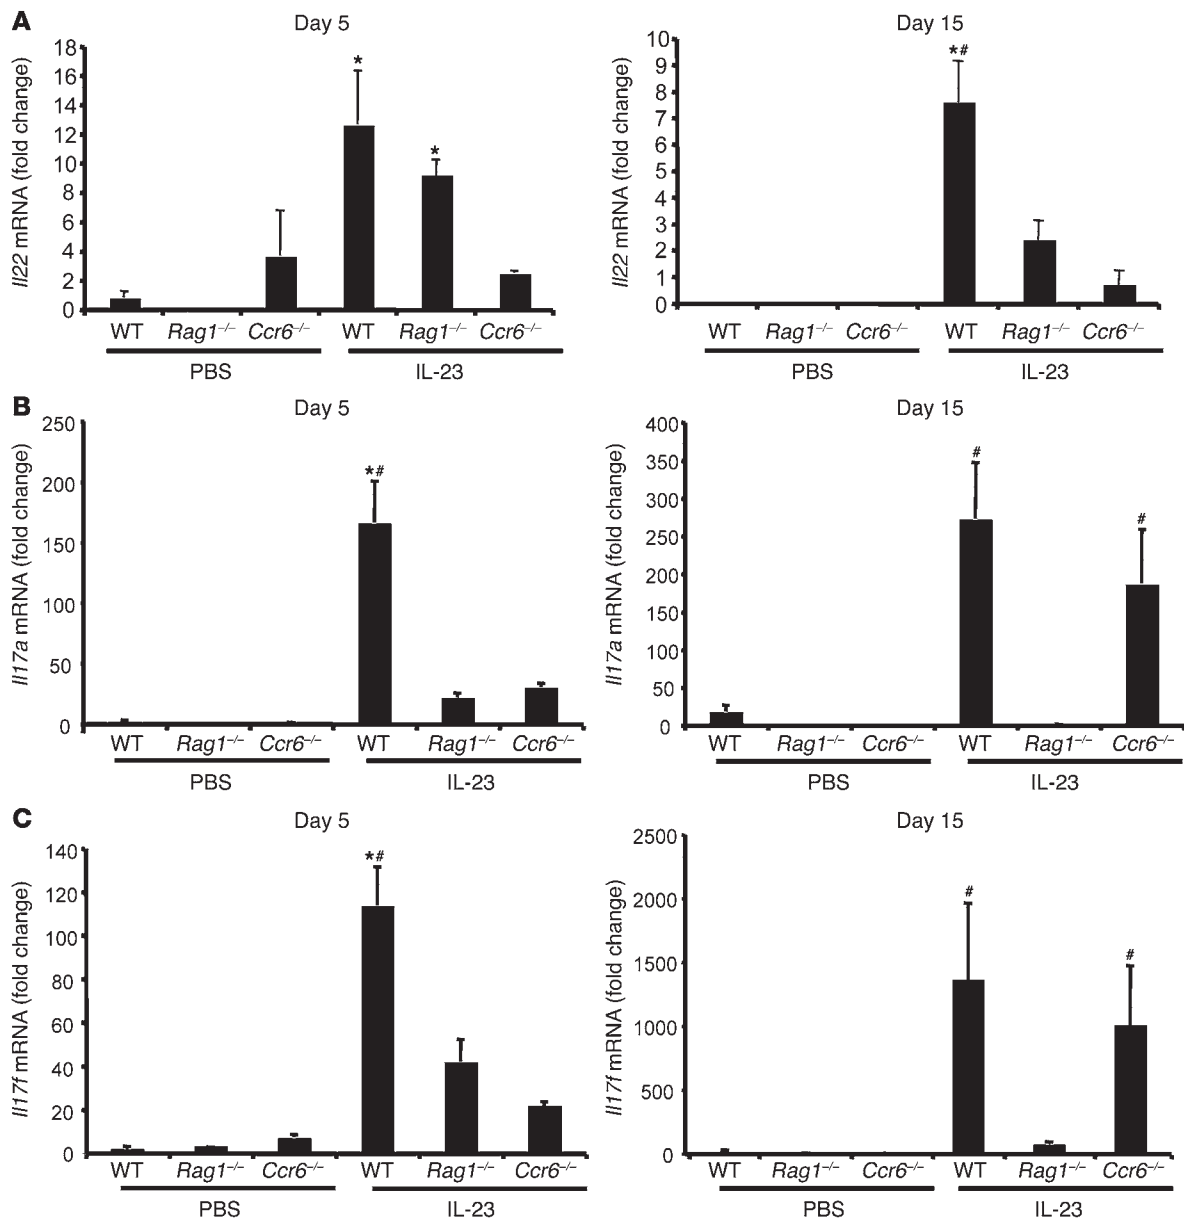 A
Day 5
Il22 mRNA (fold change)
18
16
14
12
10
8
6
4
2
0
*
*
WT Rag1–/– Ccr6–/– WT Rag1–/– Ccr6–/–
PBS IL-23
Day 15
Il22 mRNA (fold change)
10
9
8
7
6
5
4
3
2
1
0
*#
WT Rag1–/– Ccr6–/– WT Rag1–/– Ccr6–/–
PBS IL-23
B
Day 5
Il17a mRNA (fold change)
250
200
150
100
50
0
*#
WT Rag1–/– Ccr6–/– WT Rag1–/– Ccr6–/–
PBS IL-23
Day 15
Il17a mRNA (fold change)
400
350
300
250
200
150
100
50
0
#
#
WT Rag1–/– Ccr6–/– WT Rag1–/– Ccr6–/–
PBS IL-23
C
Day 5
Il17f mRNA (fold change)
140
120
100
80
60
40
20
0
*#
WT Rag1–/– Ccr6–/– WT Rag1–/– Ccr6–/–
PBS IL-23
Day 15
Il17f mRNA (fold change)
2500
2000
1500
1000
500
0
#
#
WT Rag1–/– Ccr6–/– WT Rag1–/– Ccr6–/–
PBS IL-23